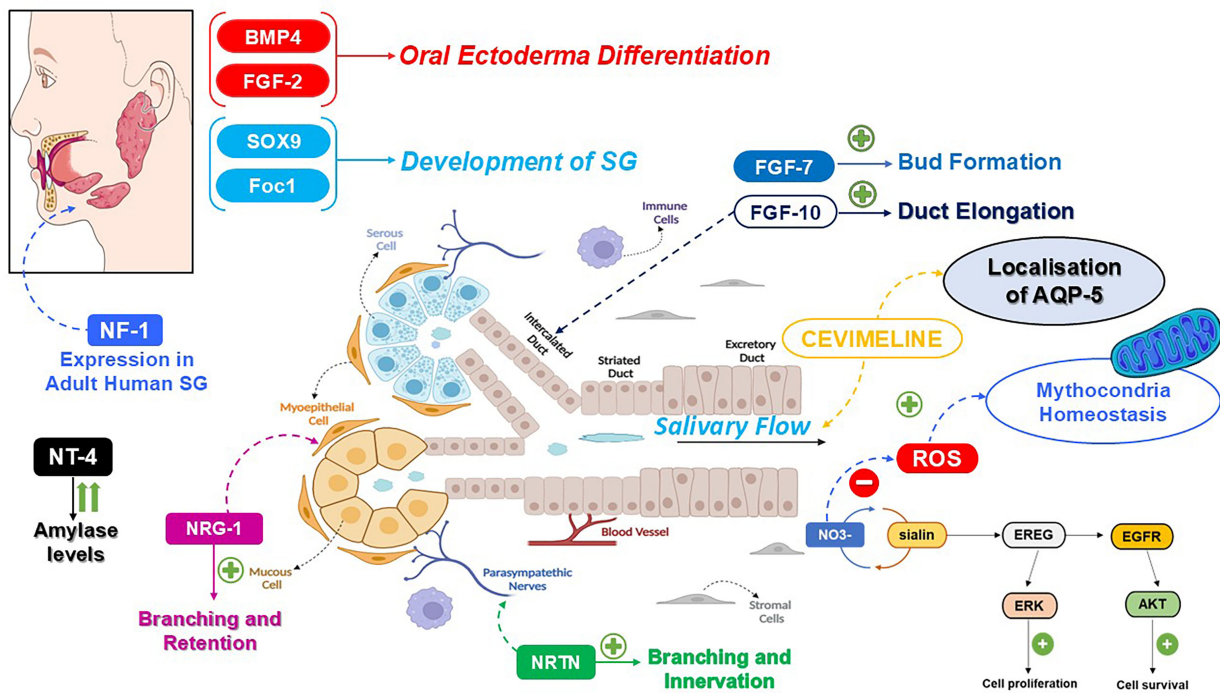 BMP4
FGF-2
Oral Ectoderma Differentiation
SOX9
Foc1
Development of SG
FGF-7
Bud Formation
FGF-10
Duct Elongation
Immune
Cells
Serous
Cell
Localisation
of AQP-5
NF-1
Expression in
Adult Human SG
Intercalated
Duct
Striated
Duct
Excretory
Duct
CEVIMELINE
Mythocondria
Homeostasis
Myoepithelial
Cell
Salivary Flow
ROS
NT-4
Amylase
levels
NRG-1
Mucous
Cell
Branching and
Retention
Blood Vessel
Parasympatethic
Nerves
Stromal
Cells
NRTN
Branching and
Innervation
NO3-
sialin
EREG
EGFR
ERK
AKT
Cell proliferation
Cell survival